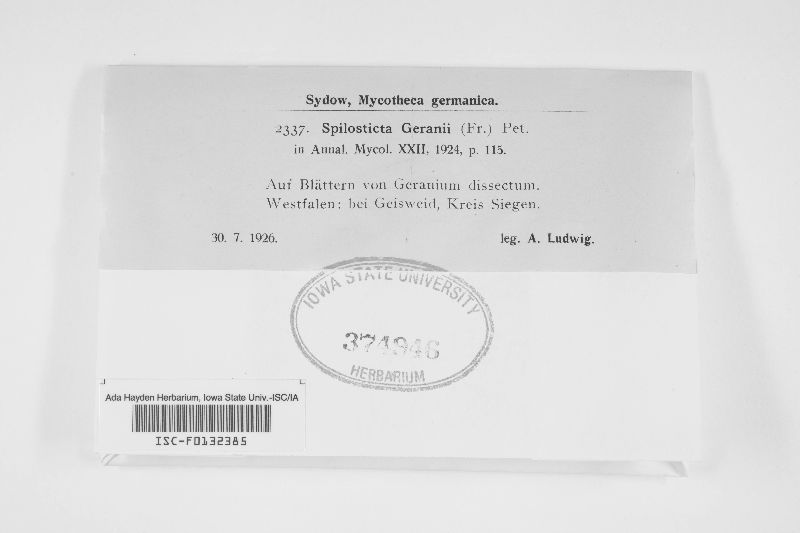 Sydow, Mycotheca germanica.
2337. Spilosticta Geranii (Fr.) Pet.
in Annal. Mycol. XXII, 1924, p. 115.
Auf Blättern von Geranium dissectum.
Westfalen: bei Geisweid, Kreis Siegen.
30. 7. 1926. leg. A. Ludwig.
IOWA STATE UNIVERSITY
374946
HERBARIUM
Ada Hayden Herbarium, Iowa State Univ.-ISC/IA
ISC-F0132385